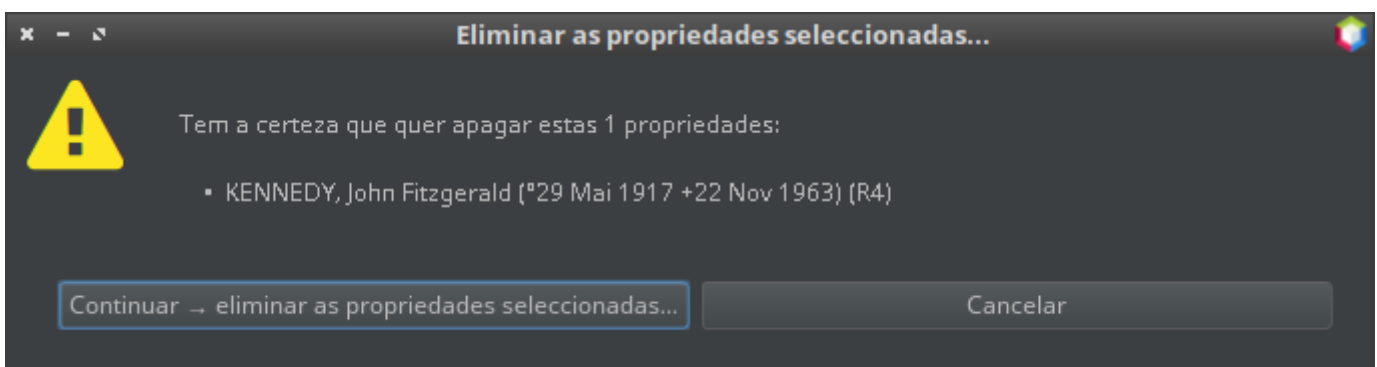 Eliminar as propriedades seleccionadas...
Tem a certeza que quer apagar estas 1 propriedades:
▪ KENNEDY, John Fitzgerald (°29 Mai 1917 +22 Nov 1963) (R4)
Continuar → eliminar as propriedades seleccionadas...
Cancelar